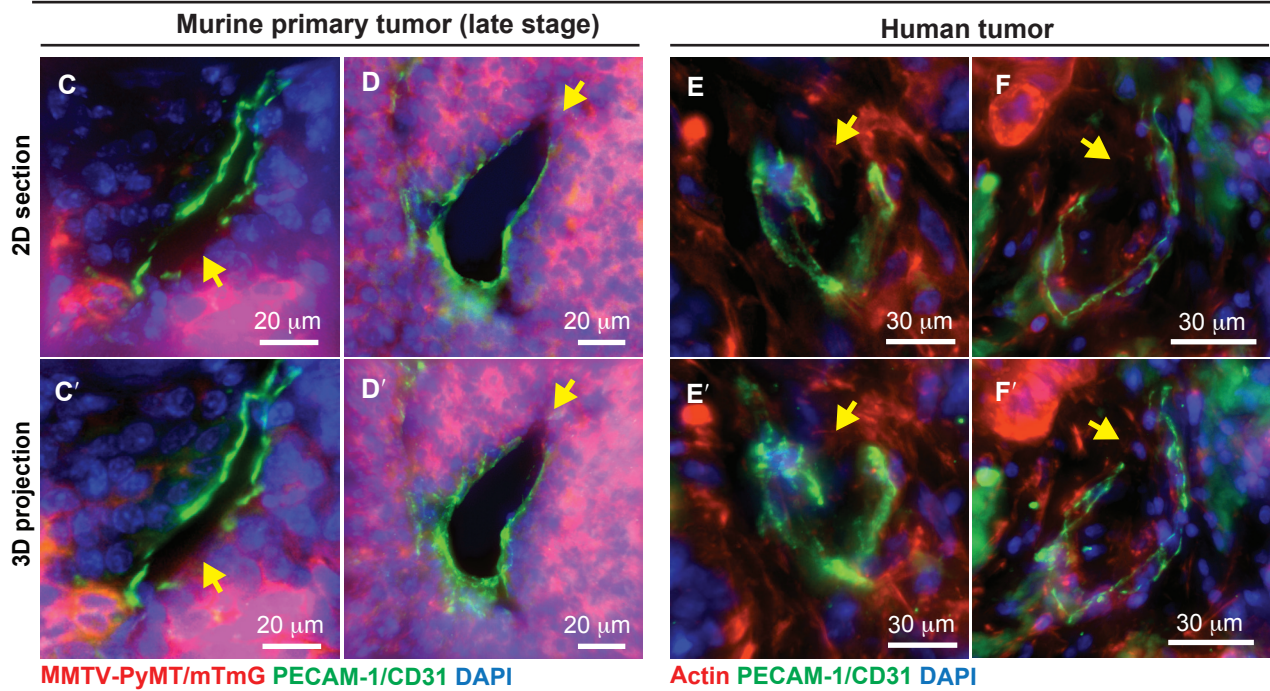 Murine primary tumor (late stage)
Human tumor
2D section
C
20 μm
D
20 μm
E
30 μm
F
30 μm
3D projection
C′
20 μm
D′
20 μm
E′
30 μm
F′
30 μm
MMTV-PyMT/mTmG PECAM-1/CD31 DAPI
Actin PECAM-1/CD31 DAPI